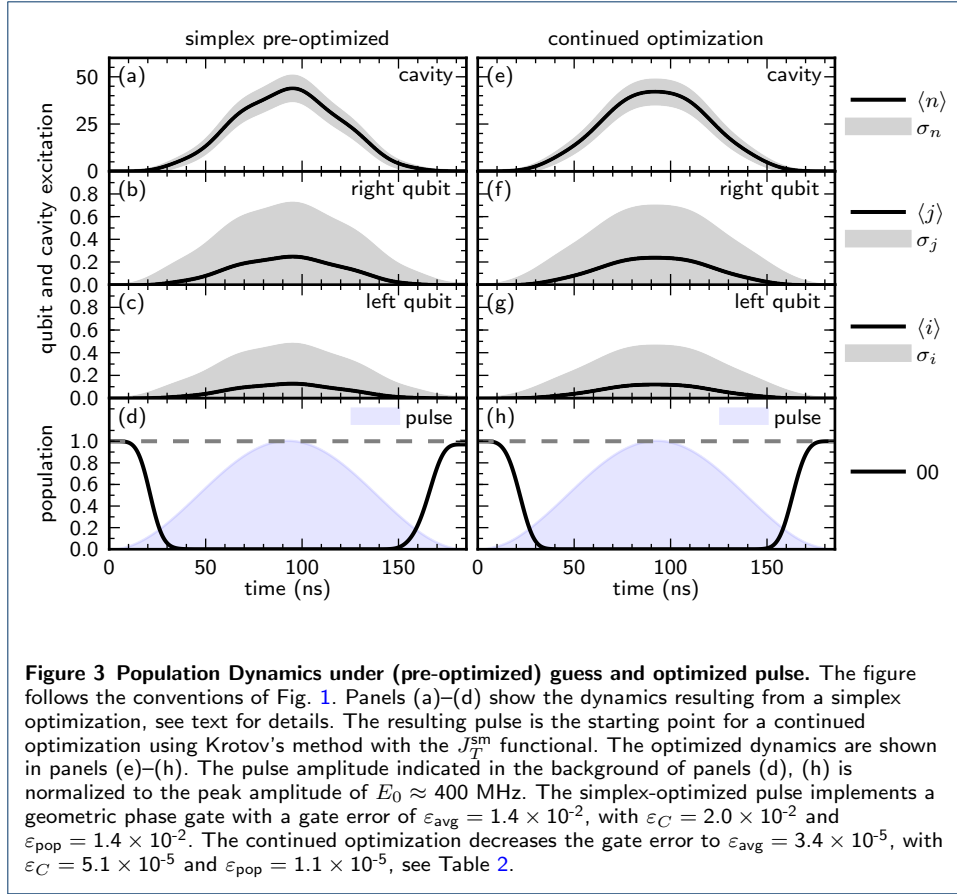 simplex pre-optimized
continued optimization
qubit and cavity excitation
population
(a)
cavity
50
25
0
(b)
right qubit
0.8
0.6
0.4
0.2
0.0
(c)
left qubit
0.8
0.6
0.4
0.2
0.0
(d)
pulse
1.0
0.8
0.6
0.4
0.2
0.0
0
50
100
150
time (ns)
(e)
cavity
(f)
right qubit
(g)
left qubit
(h)
pulse
0
50
100
150
time (ns)
⟨n⟩
σn
⟨j⟩
σj
⟨i⟩
σi
00
Figure 3 Population Dynamics under (pre-optimized) guess and optimized pulse. The figure
follows the conventions of Fig. 1. Panels (a)–(d) show the dynamics resulting from a simplex
optimization, see text for details. The resulting pulse is the starting point for a continued
optimization using Krotov's method with the J_T^sm functional. The optimized dynamics are shown
in panels (e)–(h). The pulse amplitude indicated in the background of panels (d), (h) is
normalized to the peak amplitude of E₀ ≈ 400 MHz. The simplex-optimized pulse implements a
geometric phase gate with a gate error of ε_avg = 1.4 × 10⁻², with ε_C = 2.0 × 10⁻² and
ε_pop = 1.4 × 10⁻². The continued optimization decreases the gate error to ε_avg = 3.4 × 10⁻⁵, with
ε_C = 5.1 × 10⁻⁵ and ε_pop = 1.1 × 10⁻⁵, see Table 2.